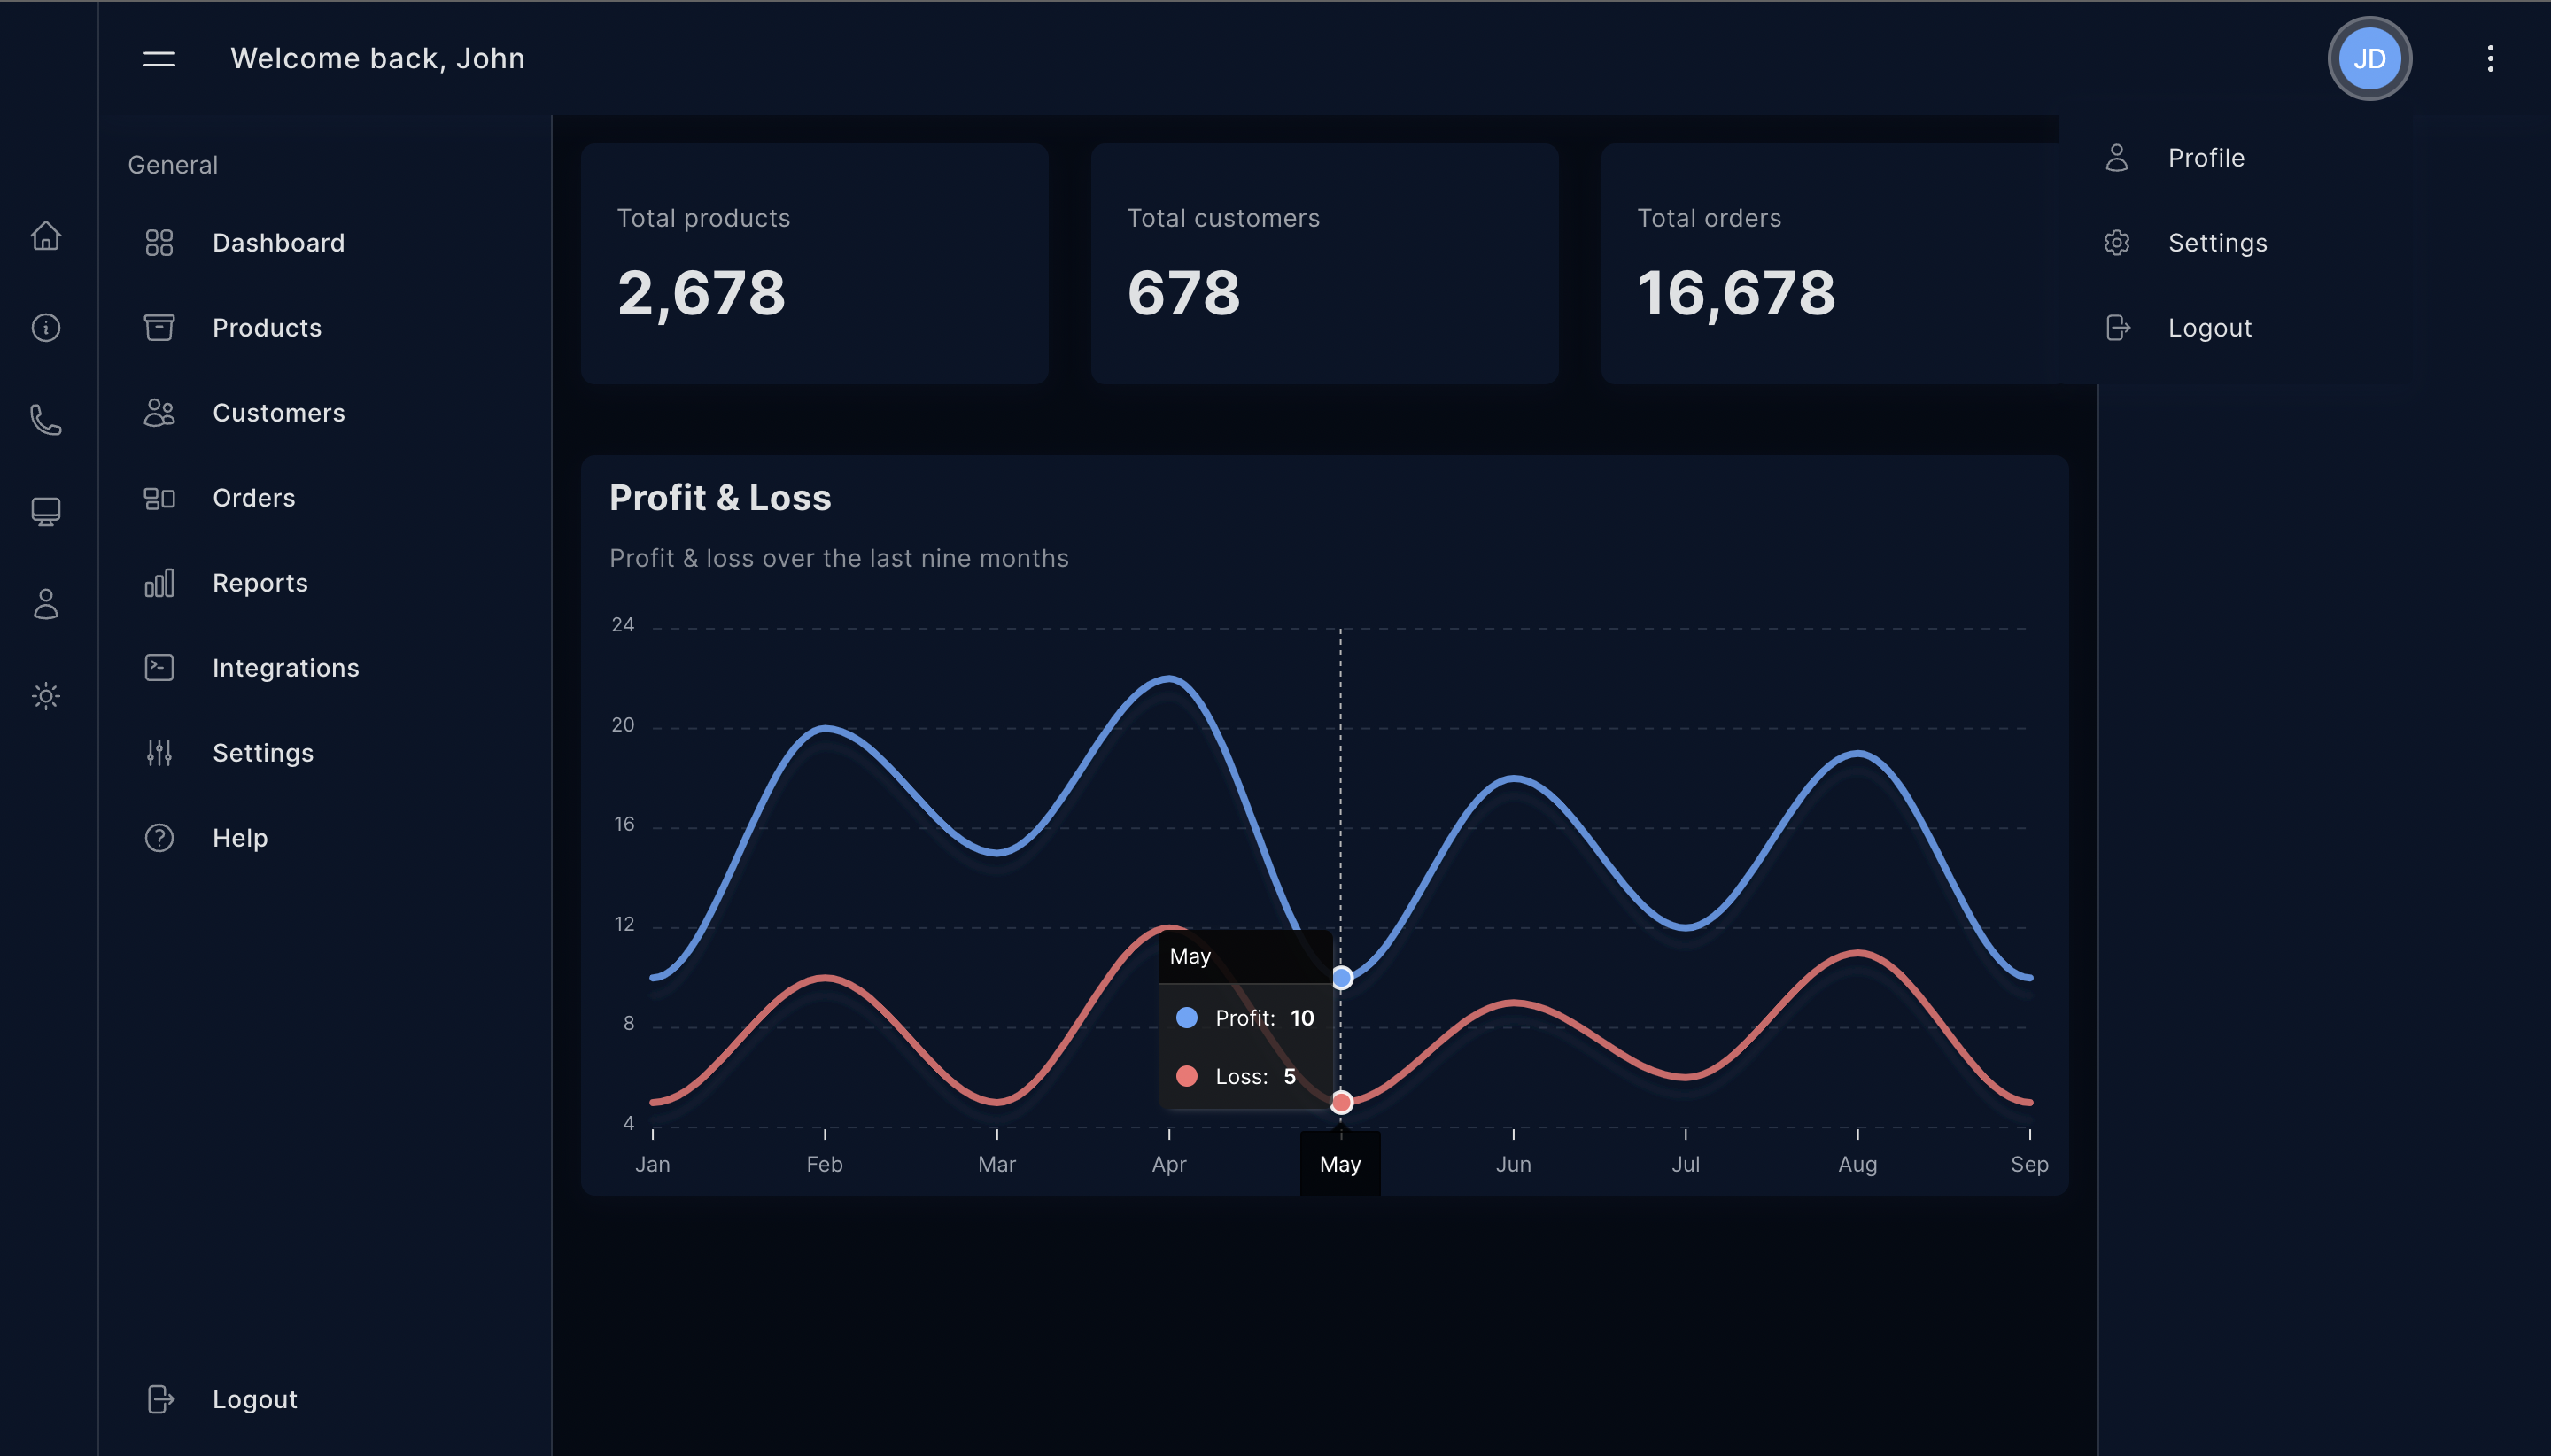 Welcome back, John
JD
General
Dashboard
Products
Customers
Orders
Reports
Integrations
Settings
Help
Logout
Total products
2,678
Total customers
678
Total orders
16,678
Profile
Settings
Logout
Profit & Loss
Profit & loss over the last nine months
24
20
16
12
8
4
May
Profit: 10
Loss: 5
Jan Feb Mar Apr May Jun Jul Aug Sep